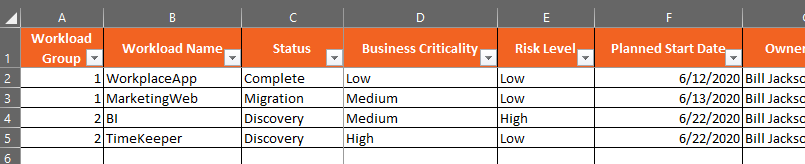 A B C D E F
1 Workload Group Workload Name Status Business Criticality Risk Level Planned Start Date Owne
2 1 WorkplaceApp Complete Low Low 6/12/2020 Bill Jackso
3 1 MarketingWeb Migration Medium Low 6/13/2020 Bill Jackso
4 2 BI Discovery Medium High 6/22/2020 Bill Jackso
5 2 TimeKeeper Discovery High Low 6/22/2020 Bill Jackso
6